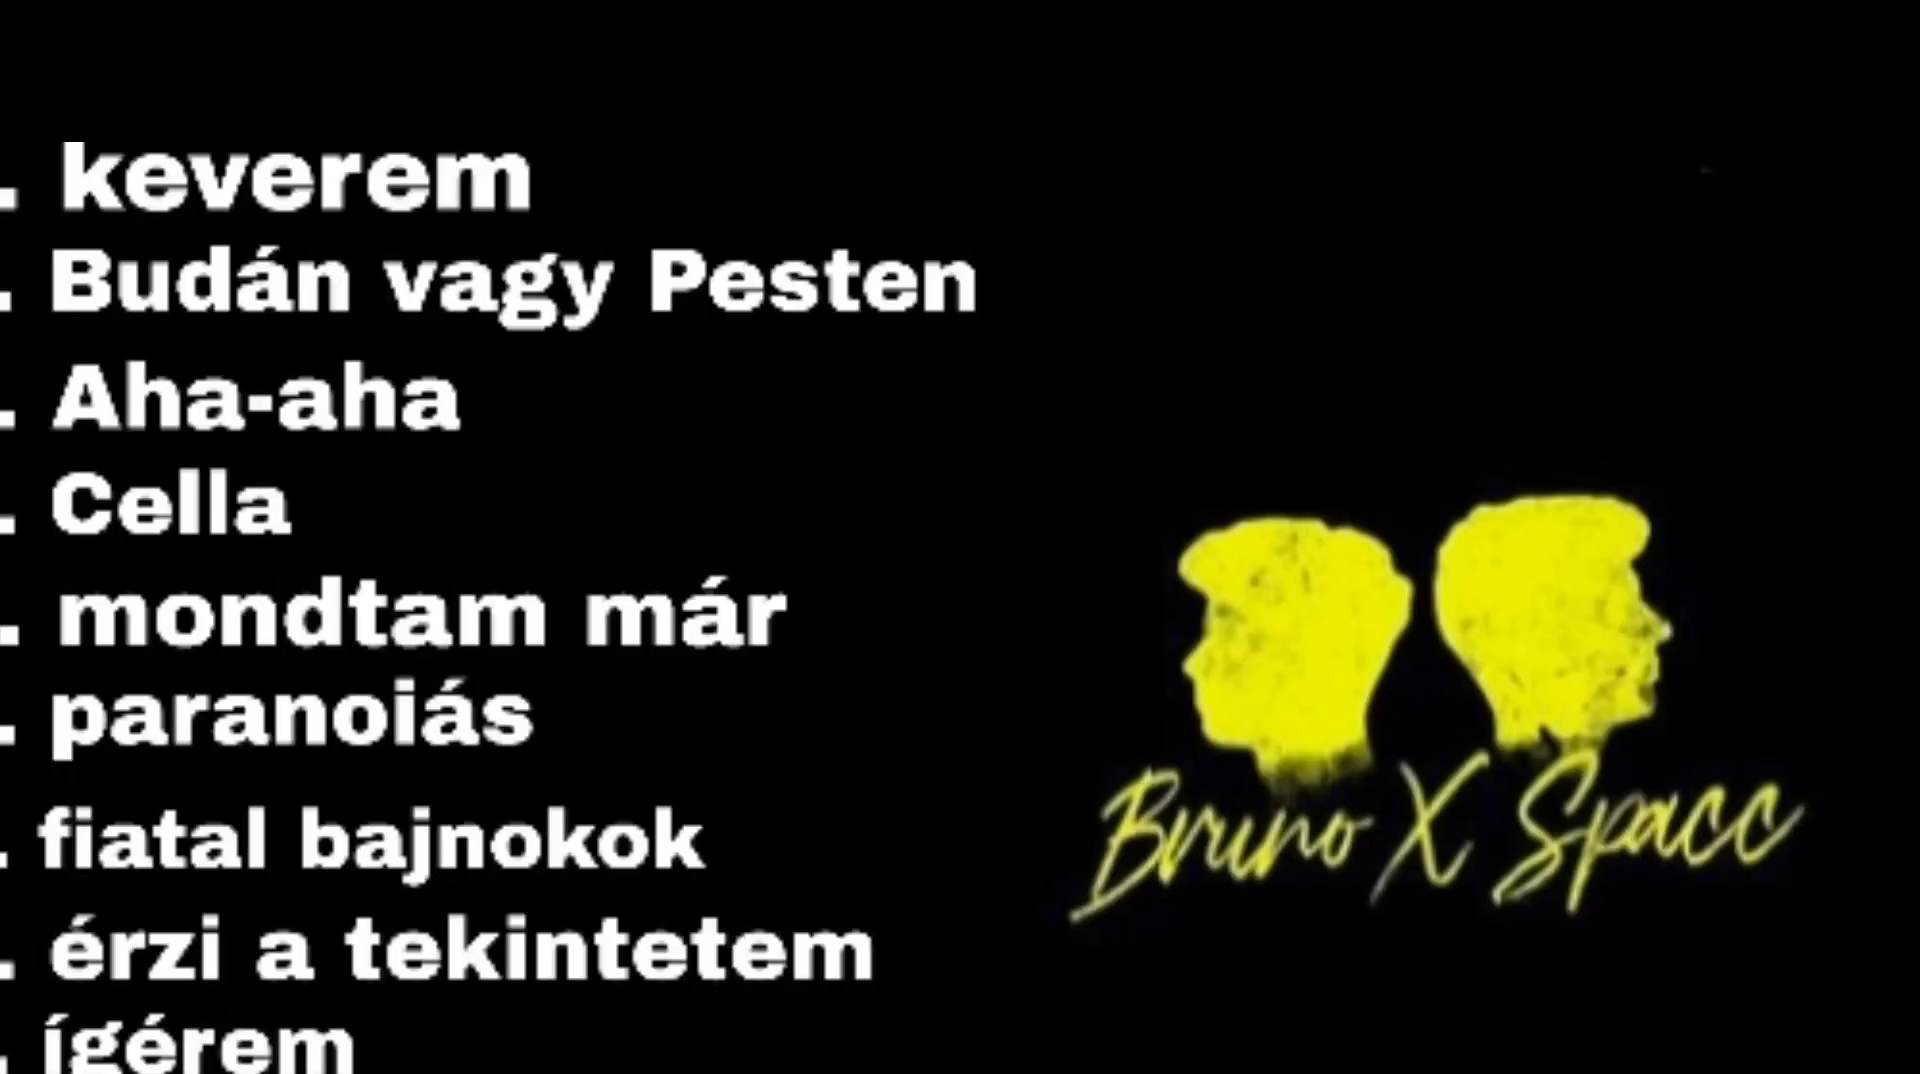 . keverem
. Budán vagy Pesten
. Aha-aha
. Cella
. mondtam már
. paranoiás
. fiatal bajnokok
. érzi a tekintetem
. ígérem
Bruno X Spacc